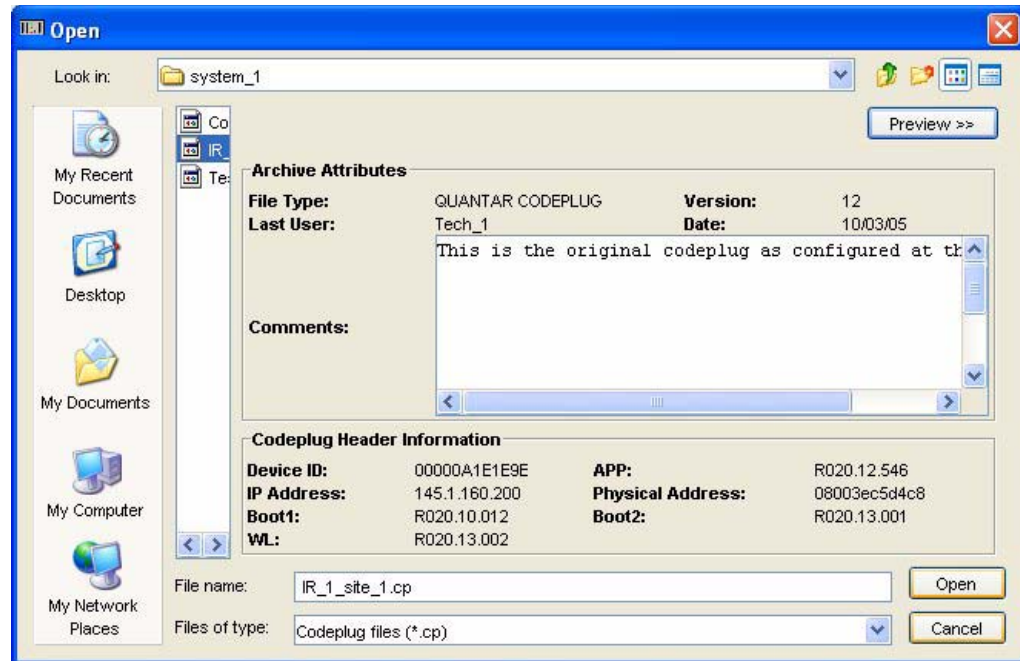 Open
Look in: system_1
Preview >>
My Recent
Documents
Desktop
My Documents
My Computer
My Network
Places
Co
IR_
Te
Archive Attributes
File Type: QUANTAR CODEPLUG Version: 12
Last User: Tech_1 Date: 10/03/05
Comments: This is the original codeplug as configured at th
Codeplug Header Information
Device ID: 00000A1E1E9E APP: R020.12.546
IP Address: 145.1.160.200 Physical Address: 08003ec5d4c8
Boot1: R020.10.012 Boot2: R020.13.001
WL: R020.13.002
File name: IR_1_site_1.cp Open
Files of type: Codeplug files (*.cp) Cancel